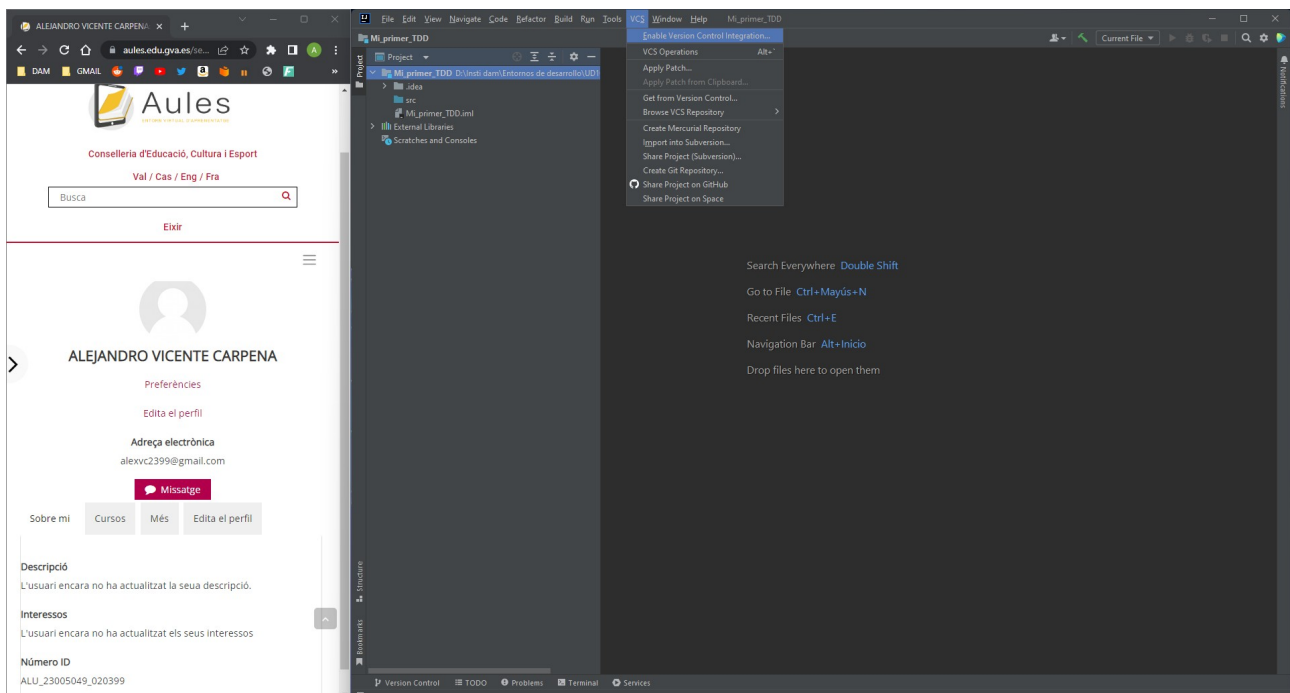 ALEJANDRO VICENTE CARPENA
aules.edu.gva.es/se...
DAM GMAIL
Aules
Conselleria d'Educació, Cultura i Esport
Val / Cas / Eng / Fra
Busca
Eixir
ALEJANDRO VICENTE CARPENA
Preferències
Edita el perfil
Adreça electrònica
alexvc2399@gmail.com
Missatge
Sobre mi Cursos Més Edita el perfil
Descripció
L'usuari encara no ha actualitzat la seua descripció.
Interessos
L'usuari encara no ha actualitzat els seus interessos
Número ID
ALU_23005049_020399
File Edit View Navigate Code Refactor Build Run Tools VCS Window Help Mi_primer_TDD
Mi_primer_TDD
Current File
Project
Project
Mi_primer_TDD D:\Insti dam\Entornos de desarrollo\UD1
.idea
src
Mi_primer_TDD.iml
External Libraries
Scratches and Consoles
Enable Version Control Integration...
VCS Operations Alt+`
Apply Patch...
Apply Patch from Clipboard...
Get from Version Control...
Browse VCS Repository
Create Mercurial Repository
Import into Subversion...
Share Project (Subversion)...
Create Git Repository...
Share Project on GitHub
Share Project on Space
Notifications
Search Everywhere Double Shift
Go to File Ctrl+Mayús+N
Recent Files Ctrl+E
Navigation Bar Alt+Inicio
Drop files here to open them
Structure
Bookmarks
Version Control TODO Problems Terminal Services